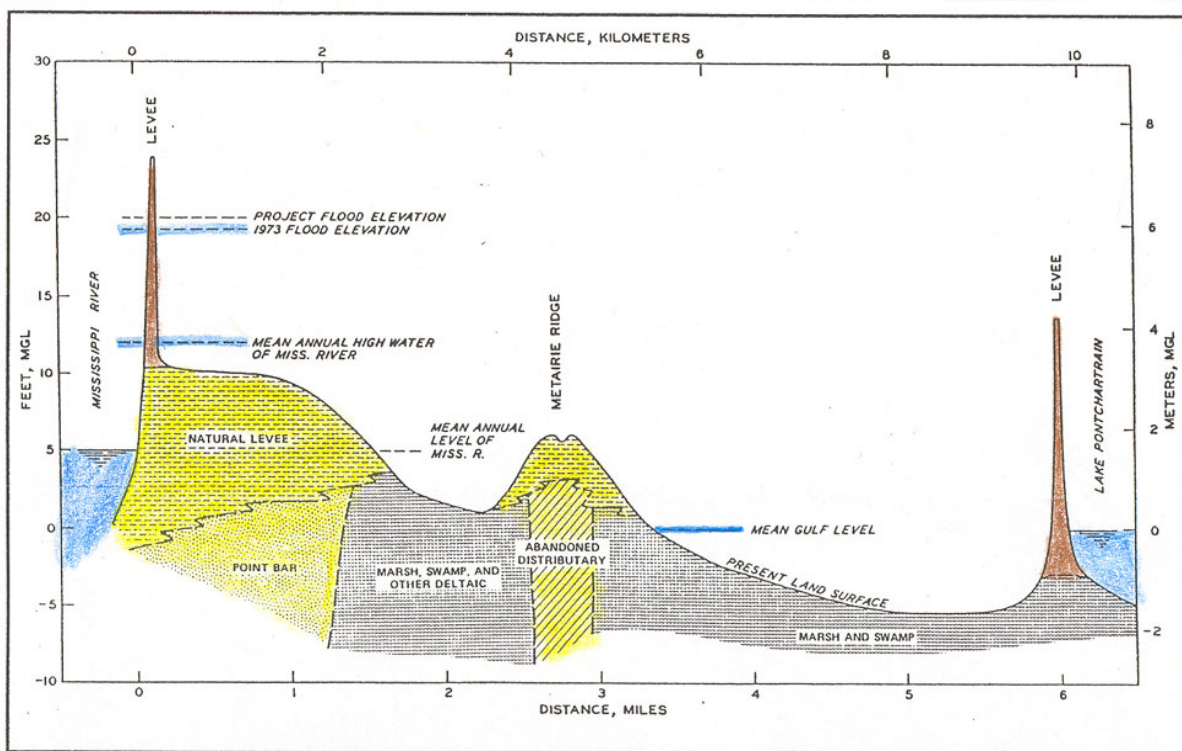 DISTANCE, KILOMETERS
0 2 4 6 8 10
30
25
20
15
10
5
0
-5
-10
FEET, MGL
8
6
4
2
0
-2
METERS, MGL
LEVEE
PROJECT FLOOD ELEVATION
1973 FLOOD ELEVATION
MISSISSIPPI RIVER
MEAN ANNUAL HIGH WATER
OF MISS. RIVER
NATURAL LEVEE
MEAN ANNUAL
LEVEL OF
MISS. R.
METAIRIE RIDGE
LEVEE
LAKE PONTCHARTRAIN
MEAN GULF LEVEL
POINT BAR
MARSH, SWAMP, AND
OTHER DELTAIC
ABANDONED
DISTRIBUTARY
PRESENT LAND SURFACE
MARSH AND SWAMP
0 1 2 3 4 5 6
DISTANCE, MILES